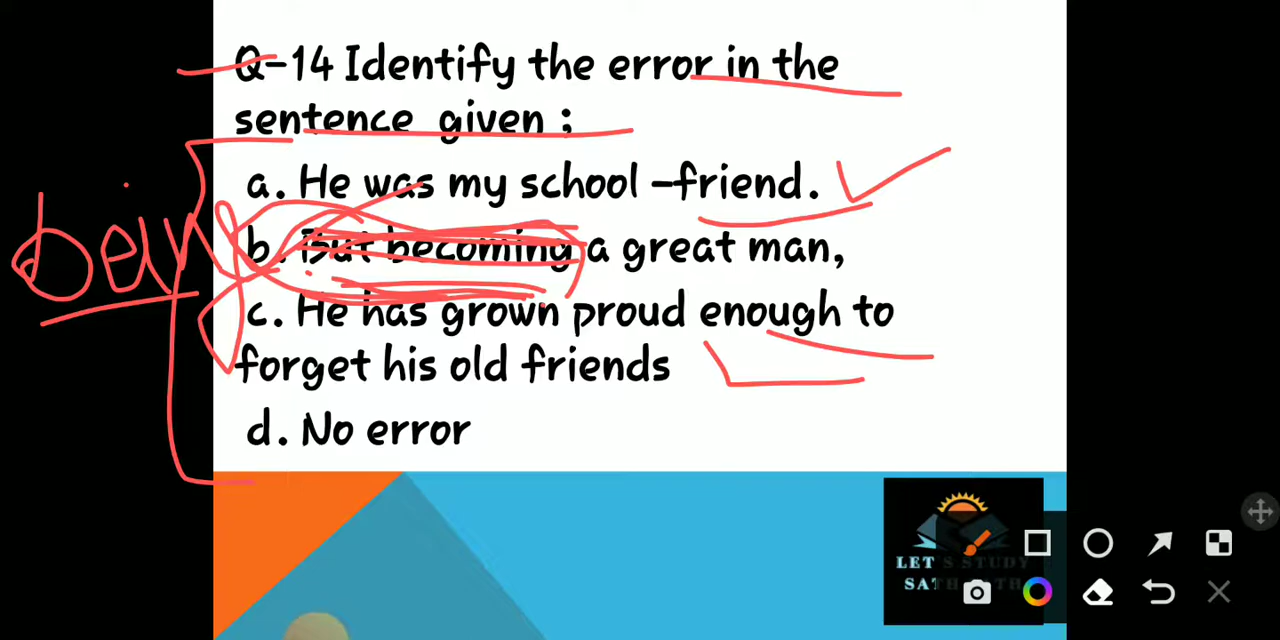 Q-14 Identify the error in the
sentence given ;
a. He was my school -friend.
b. But becoming a great man,
being
c. He has grown proud enough to
forget his old friends
d. No error
LET'S STUDY